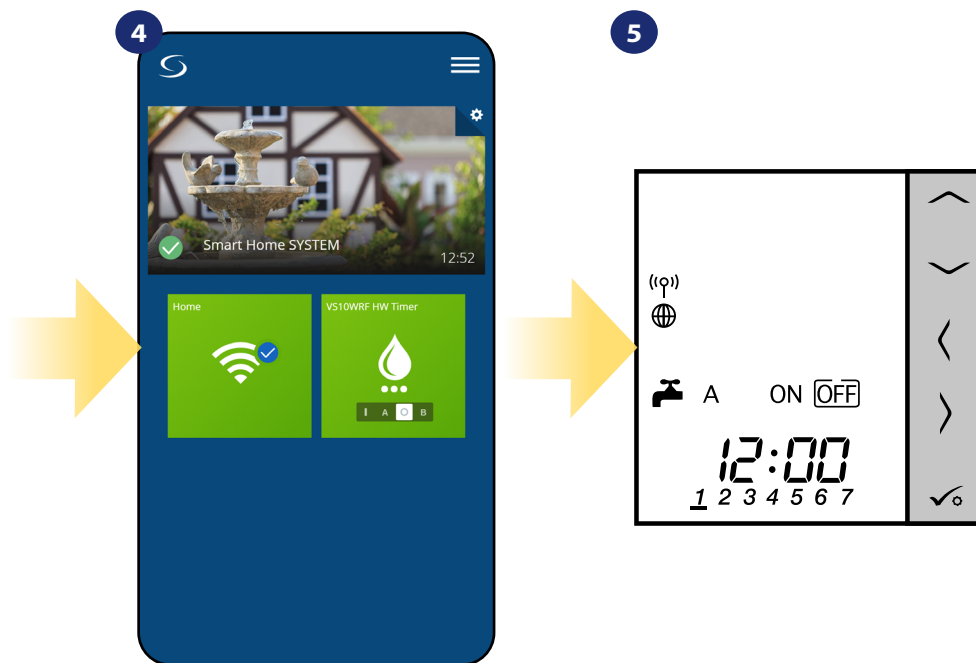 4
Smart Home SYSTEM
12:52
Home
VS10WRF HW Timer
I A O B
5
A ON OFF
12:00
1 2 3 4 5 6 7